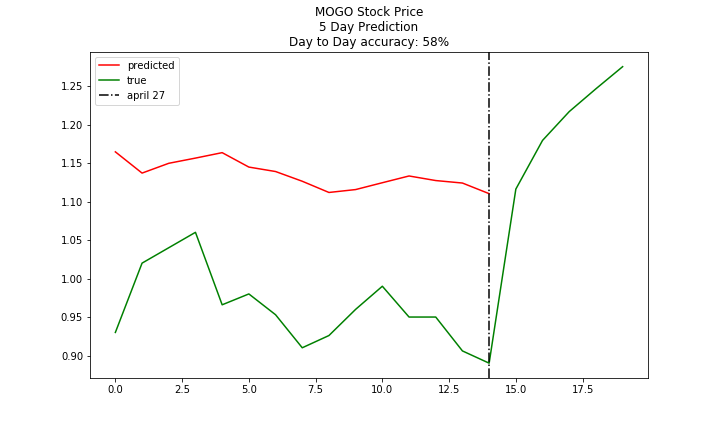 MOGO Stock Price
5 Day Prediction
Day to Day accuracy: 58%
predicted
true
april 27
1.25
1.20
1.15
1.10
1.05
1.00
0.95
0.90
0.0 2.5 5.0 7.5 10.0 12.5 15.0 17.5